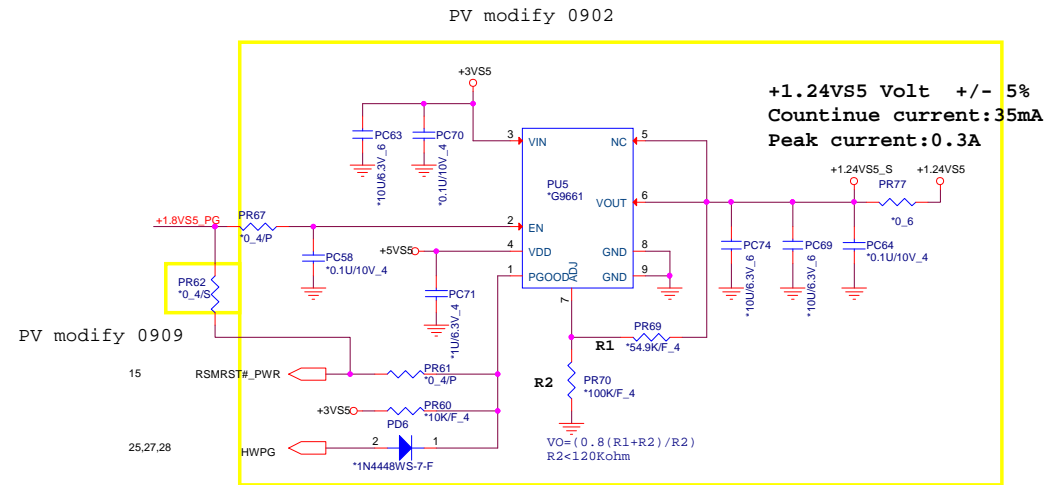 PV modify 0902
+3VS5
+1.24VS5 Volt  +/- 5%
Countinue current:35mA
Peak current:0.3A
PC63
*10U/6.3V_6
PC70
*0.1U/10V_4
3
VIN
NC
5
PU5
*G9661
VOUT
6
+1.24VS5_S
+1.24VS5
PR77
*0_6
+1.8VS5_PG
PR67
*0_4/P
2
EN
PC58
*0.1U/10V_4
+5VS5
4
VDD
GND
8
1
PGOOD
ADJ
GND
9
7
PC74
*10U/6.3V_6
PC69
*10U/6.3V_6
PC64
*0.1U/10V_4
PR62
*0_4/S
PC71
*1U/6.3V_4
PV modify 0909
PR69
R1
*54.9K/F_4
15
RSMRST#_PWR
PR61
*0_4/P
R2
PR70
*100K/F_4
+3VS5
PR60
*10K/F_4
PD6
25,27,28
HWPG
2
1
*1N4448WS-7-F
VO=(0.8(R1+R2)/R2)
R2<120Kohm